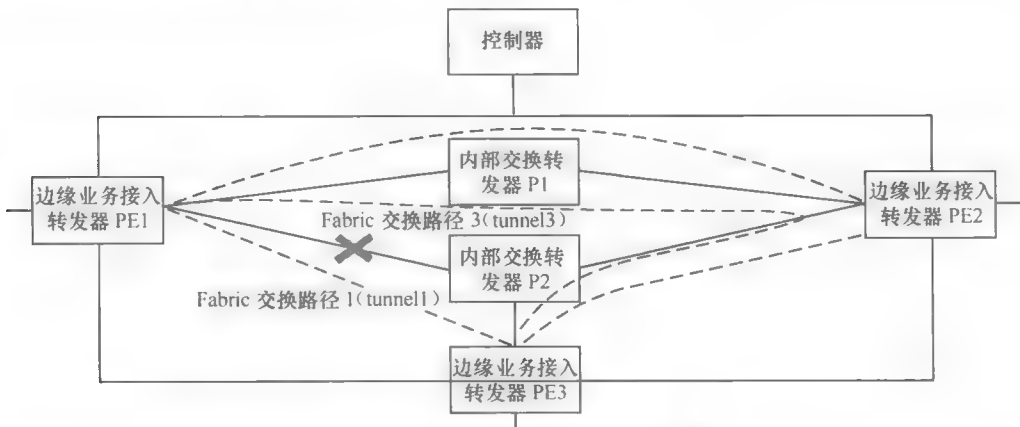 控制器
内部交换转
发器 P1
边缘业务接入
转发器 PE1
边缘业务接入
转发器 PE2
Fabric 交换路径 3(tunnel3)
内部交换转
发器 P2
Fabric 交换路径 1(tunnel1)
边缘业务接入
转发器 PE3